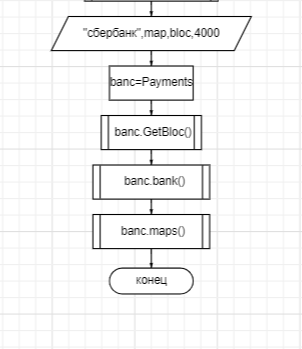 "сбербанк",map,bloc,4000
banc=Payments
banc.GetBloc()
banc.bank()
banc.maps()
конец